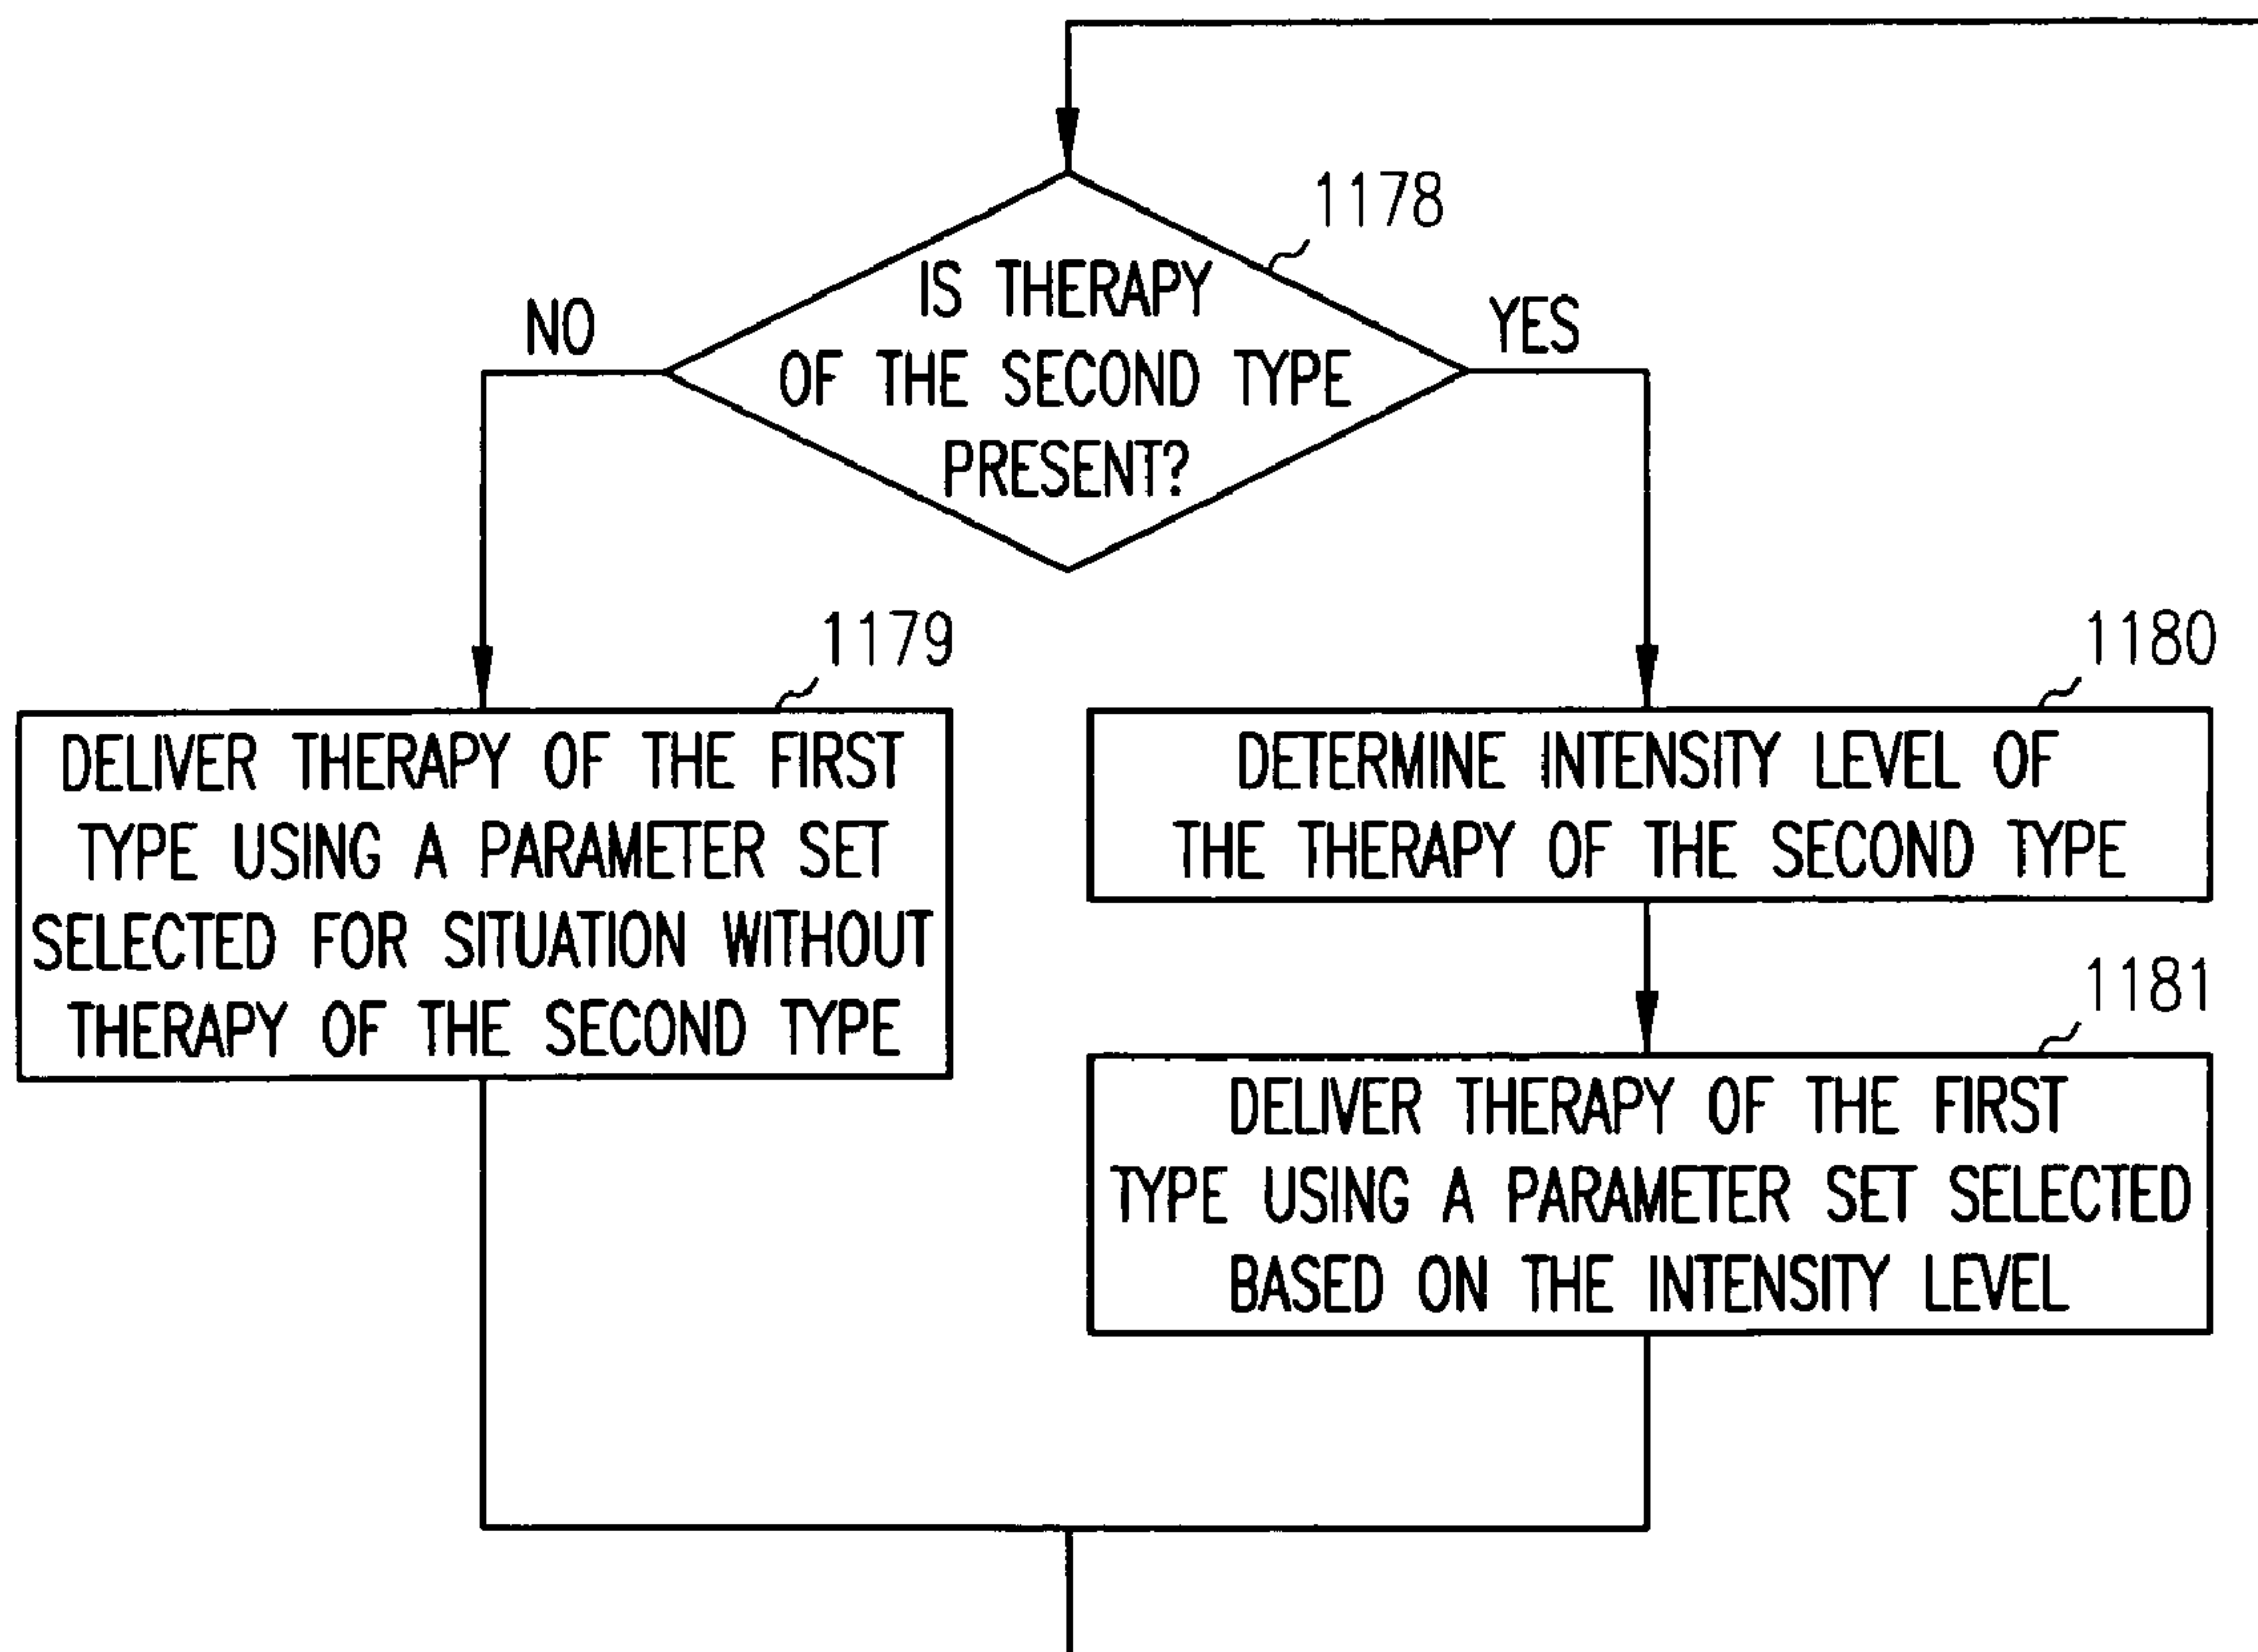 1178
IS THERAPY
OF THE SECOND TYPE
PRESENT?
NO
YES
1179
DELIVER THERAPY OF THE FIRST
TYPE USING A PARAMETER SET
SELECTED FOR SITUATION WITHOUT
THERAPY OF THE SECOND TYPE
1180
DETERMINE INTENSITY LEVEL OF
THE THERAPY OF THE SECOND TYPE
1181
DELIVER THERAPY OF THE FIRST
TYPE USING A PARAMETER SET SELECTED
BASED ON THE INTENSITY LEVEL